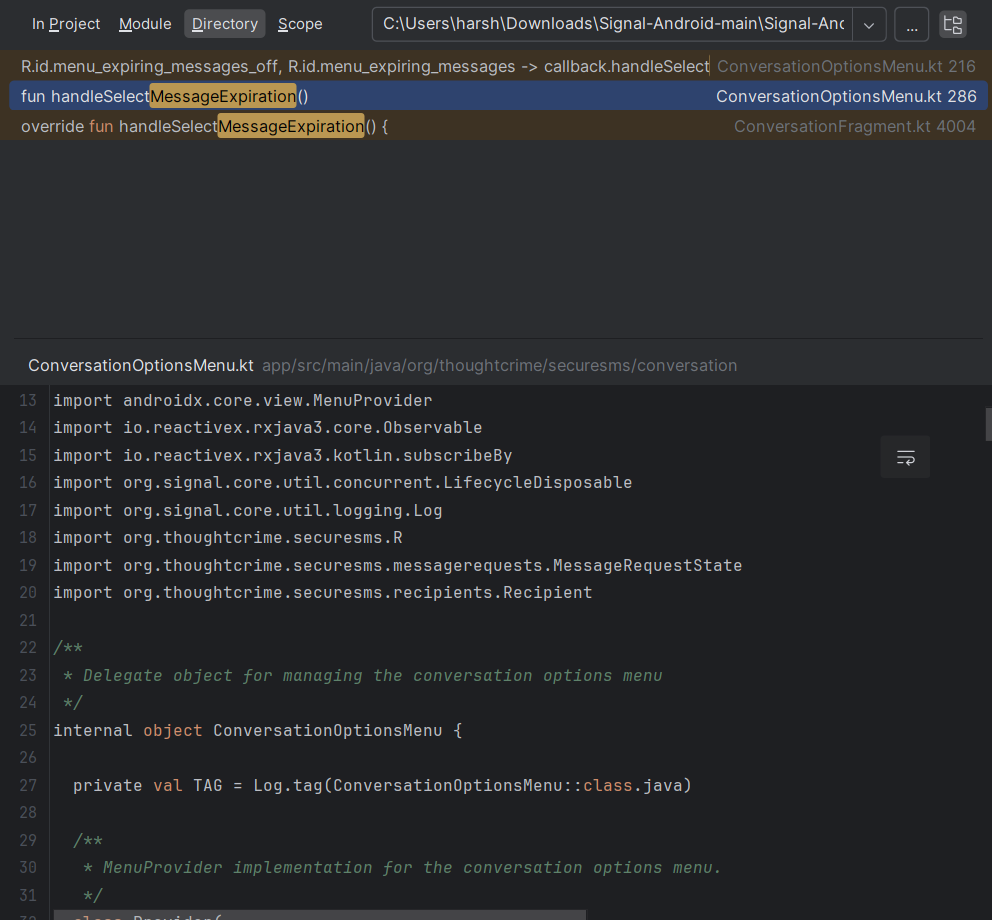 In Project Module Directory Scope C:\Users\harsh\Downloads\Signal-Android-main\Signal-Anc ...
R.id.menu_expiring_messages_off, R.id.menu_expiring_messages -> callback.handleSelect ConversationOptionsMenu.kt 216
fun handleSelectMessageExpiration() ConversationOptionsMenu.kt 286
override fun handleSelectMessageExpiration() { ConversationFragment.kt 4004
ConversationOptionsMenu.kt app/src/main/java/org/thoughtcrime/securesms/conversation
13 import androidx.core.view.MenuProvider
14 import io.reactivex.rxjava3.core.Observable
15 import io.reactivex.rxjava3.kotlin.subscribeBy
16 import org.signal.core.util.concurrent.LifecycleDisposable
17 import org.signal.core.util.logging.Log
18 import org.thoughtcrime.securesms.R
19 import org.thoughtcrime.securesms.messagerequests.MessageRequestState
20 import org.thoughtcrime.securesms.recipients.Recipient
21
22 /**
23 * Delegate object for managing the conversation options menu
24 */
25 internal object ConversationOptionsMenu {
26
27 private val TAG = Log.tag(ConversationOptionsMenu::class.java)
28
29 /**
30 * MenuProvider implementation for the conversation options menu.
31 */
32 class Provider(